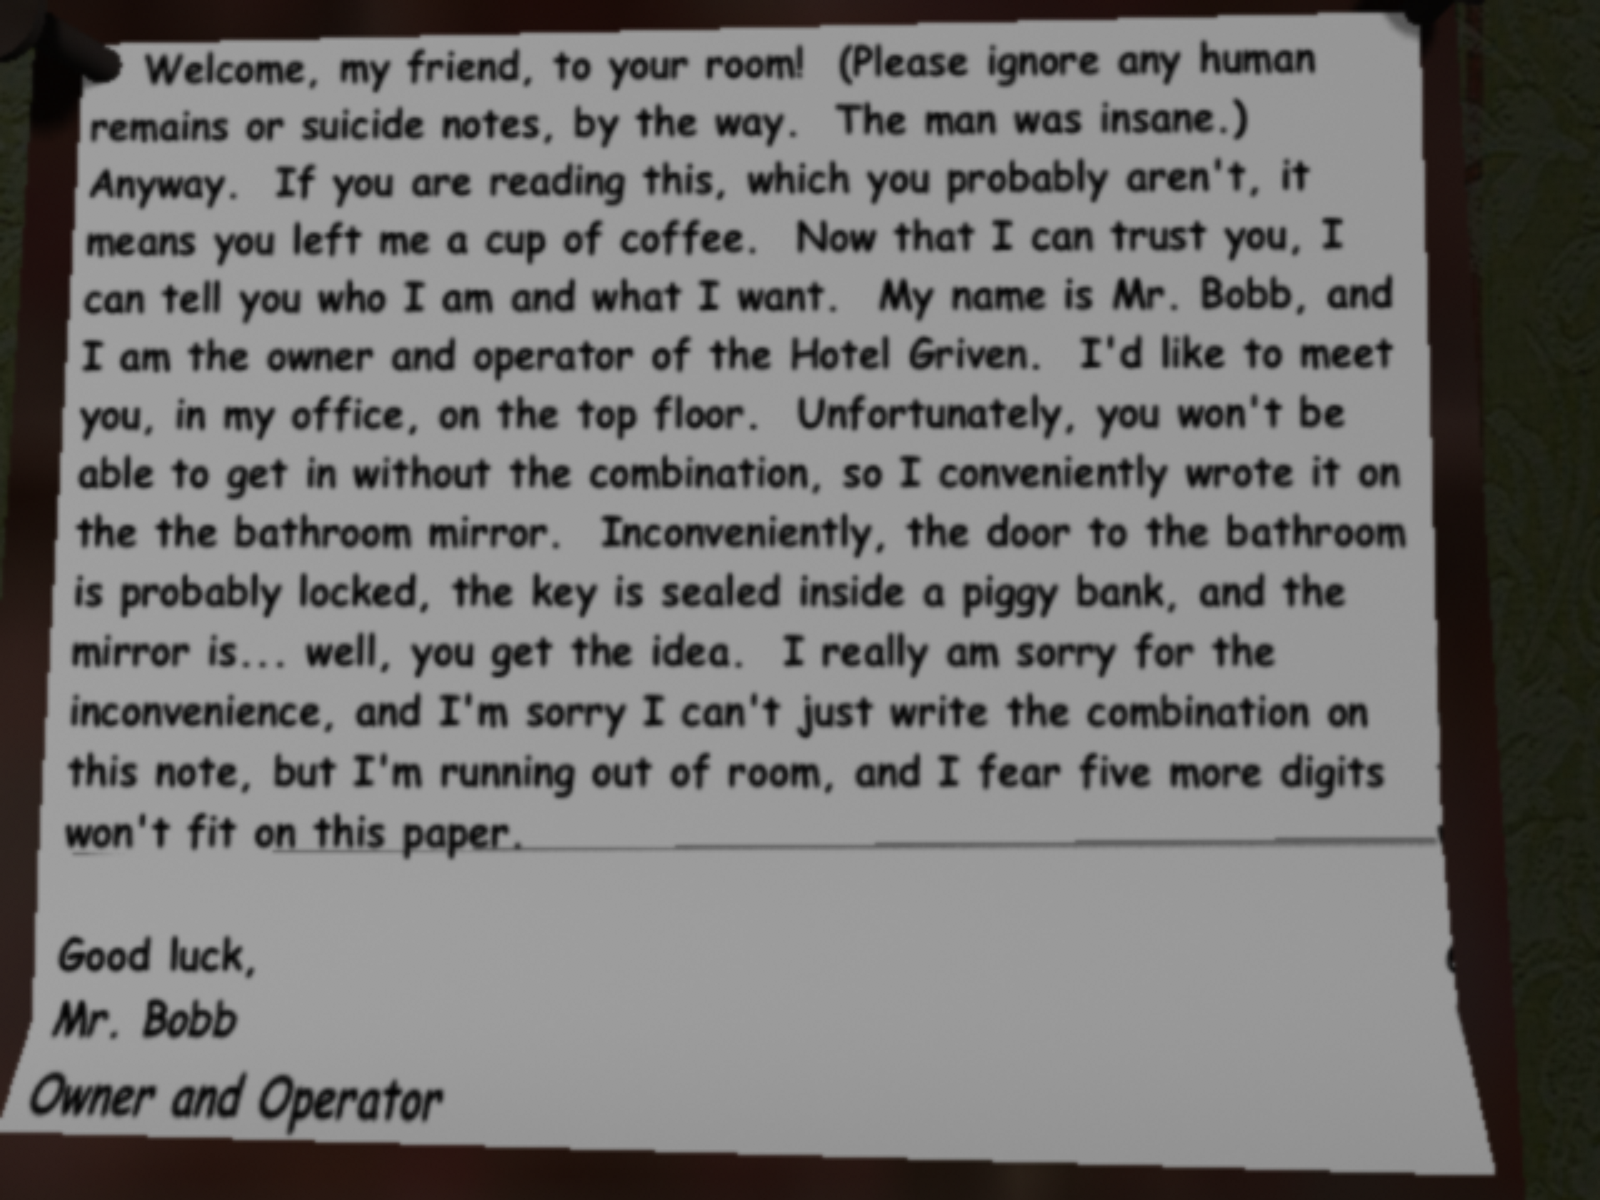 Welcome, my friend, to your room! (Please ignore any human
remains or suicide notes, by the way. The man was insane.)
Anyway. If you are reading this, which you probably aren't, it
means you left me a cup of coffee. Now that I can trust you, I
can tell you who I am and what I want. My name is Mr. Bobb, and
I am the owner and operator of the Hotel Griven. I'd like to meet
you, in my office, on the top floor. Unfortunately, you won't be
able to get in without the combination, so I conveniently wrote it on
the the bathroom mirror. Inconveniently, the door to the bathroom
is probably locked, the key is sealed inside a piggy bank, and the
mirror is... well, you get the idea. I really am sorry for the
inconvenience, and I'm sorry I can't just write the combination on
this note, but I'm running out of room, and I fear five more digits
won't fit on this paper.
Good luck,
Mr. Bobb
Owner and Operator